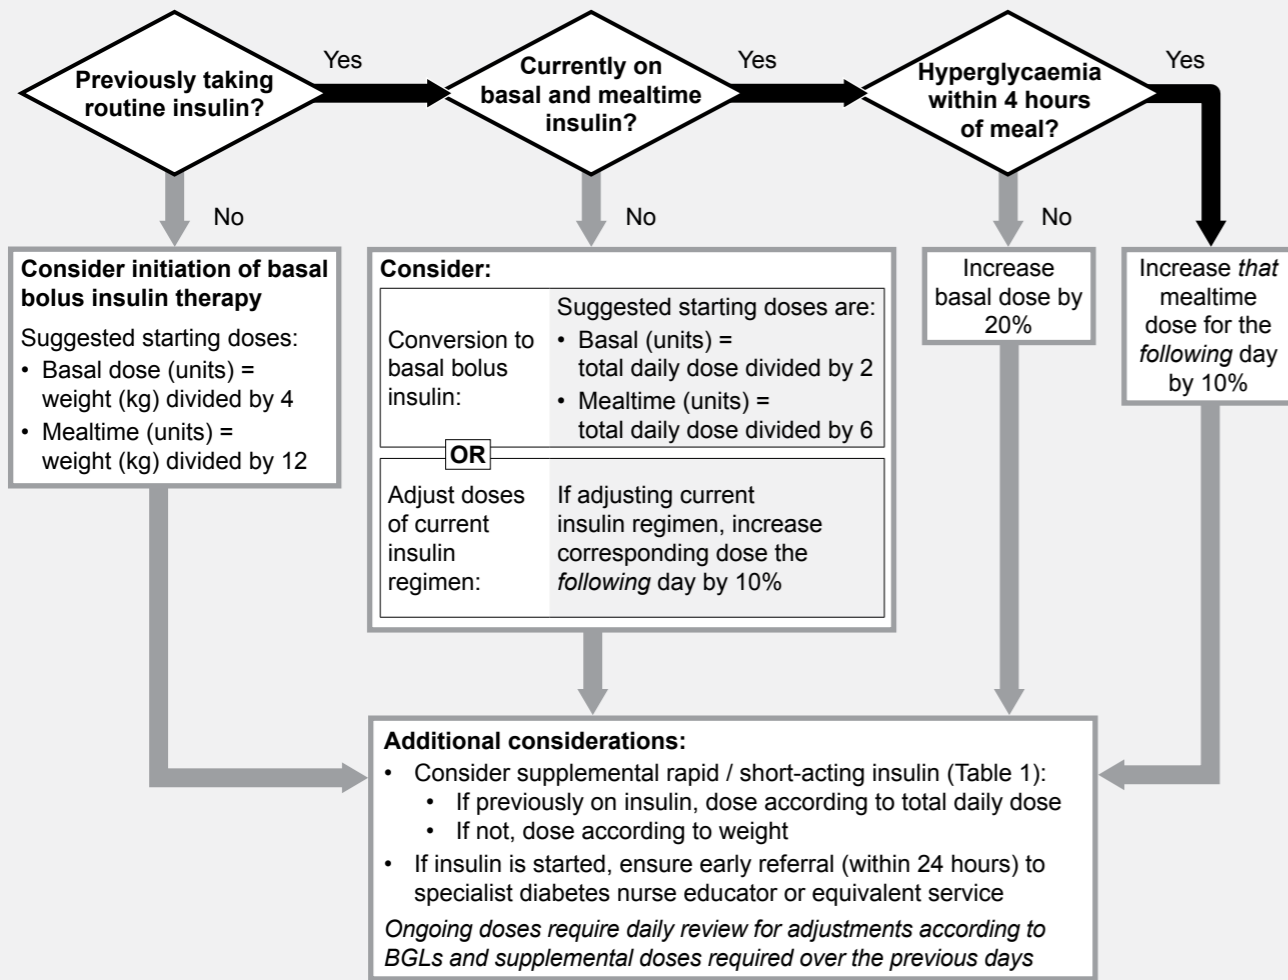 Previously taking
routine insulin?
Yes
Currently on
basal and mealtime
insulin?
Yes
Hyperglycaemia
within 4 hours
of meal?
Yes
No
No
No
Consider initiation of basal
bolus insulin therapy
Suggested starting doses:
• Basal dose (units) =
weight (kg) divided by 4
• Mealtime (units) =
weight (kg) divided by 12
Consider:
Conversion to
basal bolus
insulin:
Suggested starting doses are:
• Basal (units) =
total daily dose divided by 2
• Mealtime (units) =
total daily dose divided by 6
OR
Adjust doses
of current
insulin
regimen:
If adjusting current
insulin regimen, increase
corresponding dose the
following day by 10%
Increase
basal dose by
20%
Increase that
mealtime
dose for the
following day
by 10%
Additional considerations:
• Consider supplemental rapid / short-acting insulin (Table 1):
• If previously on insulin, dose according to total daily dose
• If not, dose according to weight
• If insulin is started, ensure early referral (within 24 hours) to
specialist diabetes nurse educator or equivalent service
Ongoing doses require daily review for adjustments according to
BGLs and supplemental doses required over the previous days